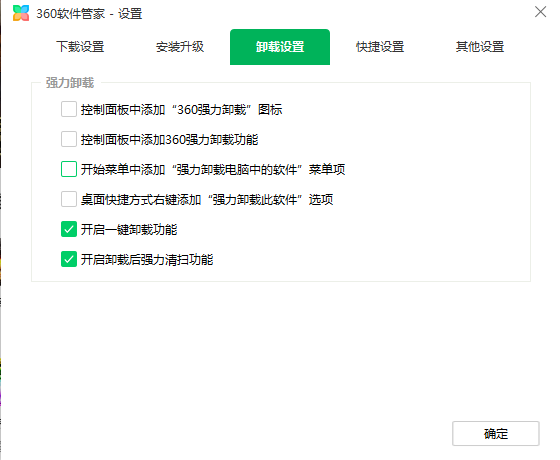 360软件管家 - 设置
下载设置 安装升级 卸载设置 快捷设置 其他设置
强力卸载
控制面板中添加“360强力卸载”图标
控制面板中添加360强力卸载功能
开始菜单中添加“强力卸载电脑中的软件”菜单项
桌面快捷方式右键添加“强力卸载此软件”选项
开启一键卸载功能
开启卸载后强力清扫功能
确定